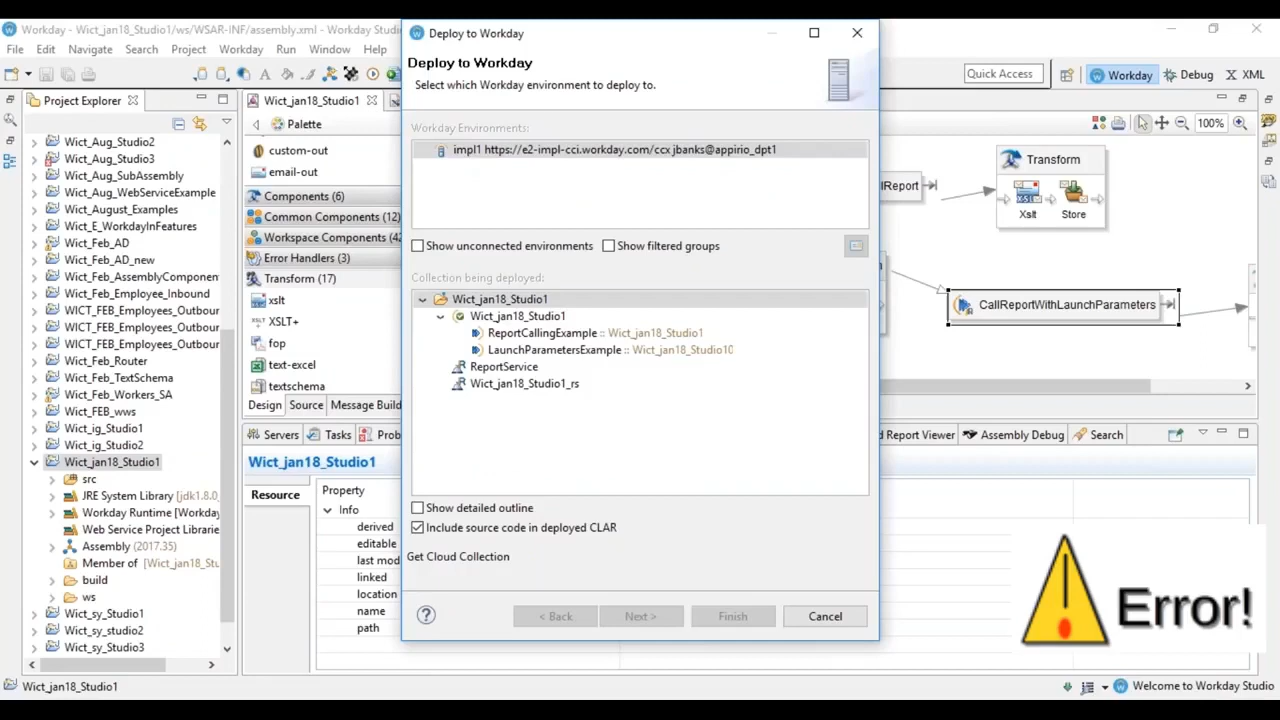 Workday - Wict_jan18_Studio1/ws/WSAR-INF/assembly.xml - Workday Studio
File Edit Navigate Search Project Workday Run Window Help
Quick Access
Workday
Debug
XML
Project Explorer
Wict_Aug_Studio2
Wict_Aug_Studio3
Wict_Aug_SubAssembly
Wict_Aug_WebServiceExample
Wict_August_Examples
Wict_E_WorkdayInFeatures
Wict_Feb_AD
Wict_Feb_AD_new
Wict_Feb_AssemblyComponen
Wict_Feb_Employee_Inbound
WICT_FEB_Employees_Outbour
WICT_FEB_Employees_Outbour
WICT_FEB_Employees_Outbour
Wict_Feb_Router
Wict_Feb_TextSchema
Wict_Feb_Workers_SA
Wict_FEB_wws
Wict_ig_Studio1
Wict_ig_Studio2
Wict_jan18_Studio1
src
JRE System Library [jdk1.8.0_
Workday Runtime [Workday
Web Service Project Librarie
Assembly (2017.35)
Member of [Wict_jan18_Stu
build
ws
Wict_sy_Studio1
Wict_sy_studio2
Wict_sy_Studio3
Wict_jan18_Studio1
Palette
custom-out
email-out
Components (6)
Common Components (12)
Workspace Components (42
Error Handlers (3)
Transform (17)
xslt
XSLT+
fop
text-excel
textschema
Design Source Message Build
Servers Tasks Prob
Wict_jan18_Studio1
Resource
Property
Info
derived
editable
last mod
linked
location
name
path
Deploy to Workday
Deploy to Workday
Select which Workday environment to deploy to.
Workday Environments:
impl1 https://e2-impl-cci.workday.com/ccx jbanks@appirio_dpt1
Show unconnected environments Show filtered groups
Collection being deployed:
Wict_jan18_Studio1
Wict_jan18_Studio1
ReportCallingExample :: Wict_jan18_Studio1
LaunchParametersExample :: Wict_jan18_Studio10
ReportService
Wict_jan18_Studio1_rs
Show detailed outline
Include source code in deployed CLAR
Get Cloud Collection
< Back Next > Finish Cancel
100%
lReport
Transform
Xslt Store
CallReportWithLaunchParameters
d Report Viewer Assembly Debug Search
Error!
Wict_jan18_Studio1
Welcome to Workday Studio